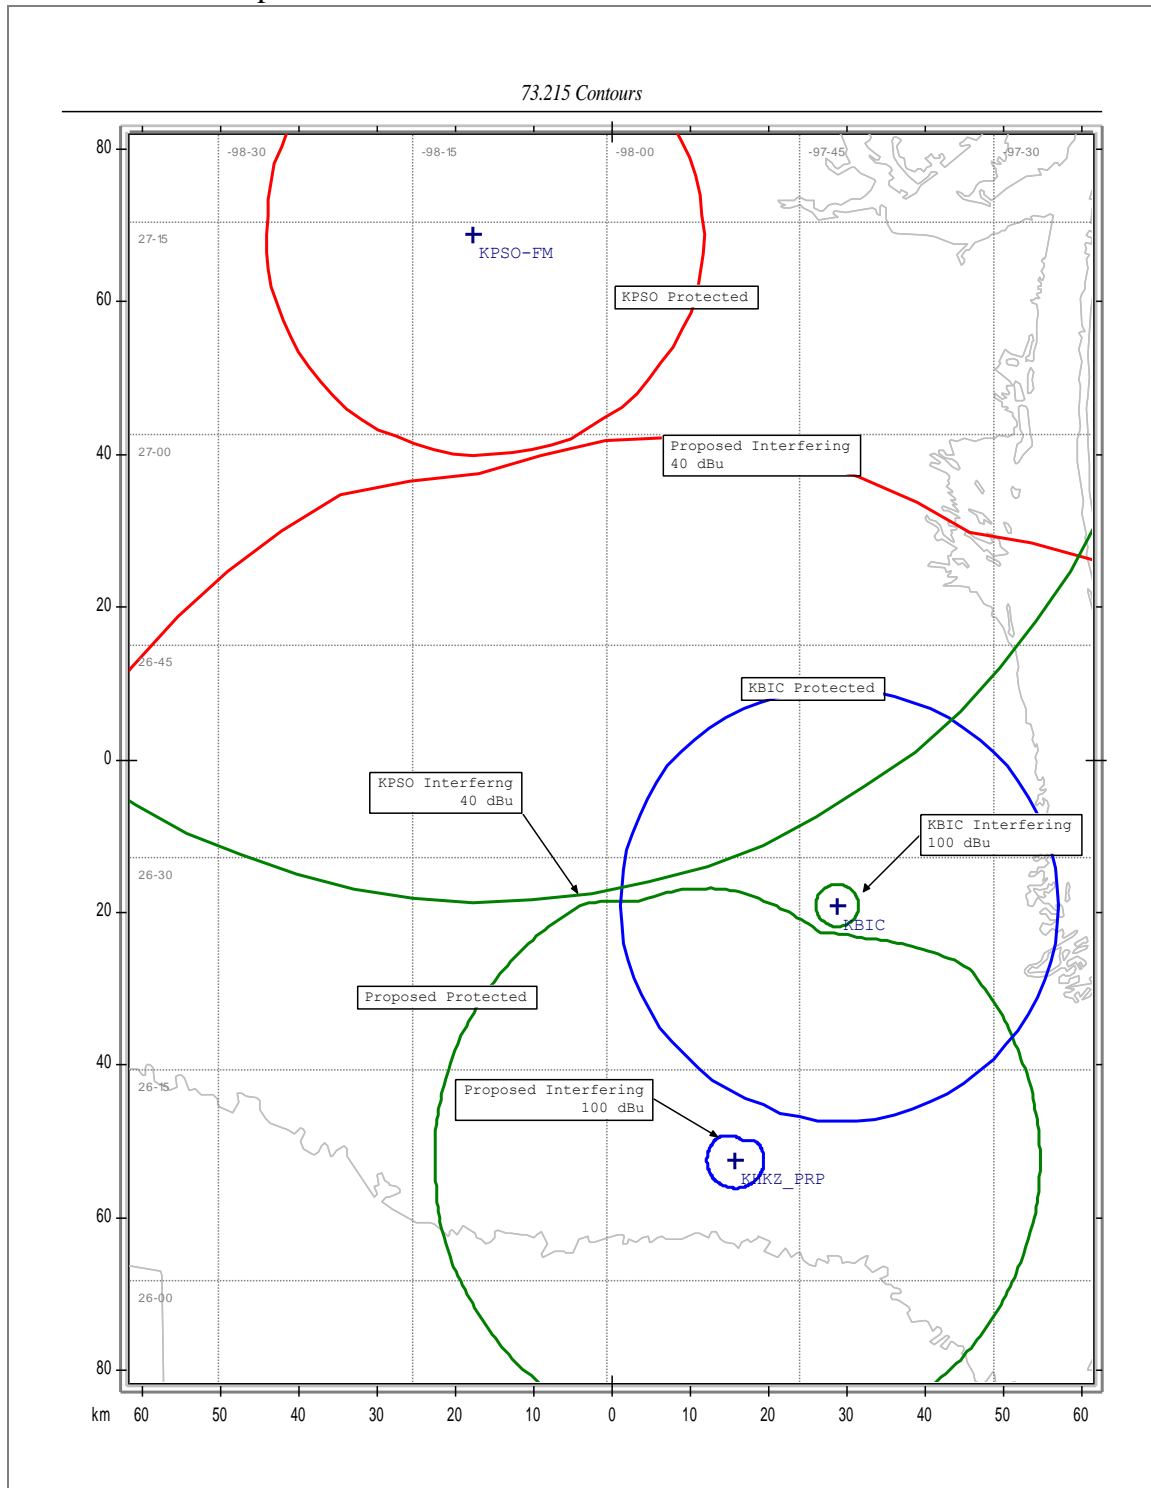 73.215 Contours
80
-98-30
-98-15
-98-00
-97-45
-97-30
27-15
KPSO-FM
KPSO Protected
60
27-00
40
Proposed Interfering
40 dBu
20
26-45
KBIC Protected
0
KPSO Interferng
40 dBu
KBIC Interfering
100 dBu
26-30
20
KBIC
Proposed Protected
40
26-15
Proposed Interfering
100 dBu
KHKZ_PRP
60
26-00
80
km 60 50 40 30 20 10 0 10 20 30 40 50 60